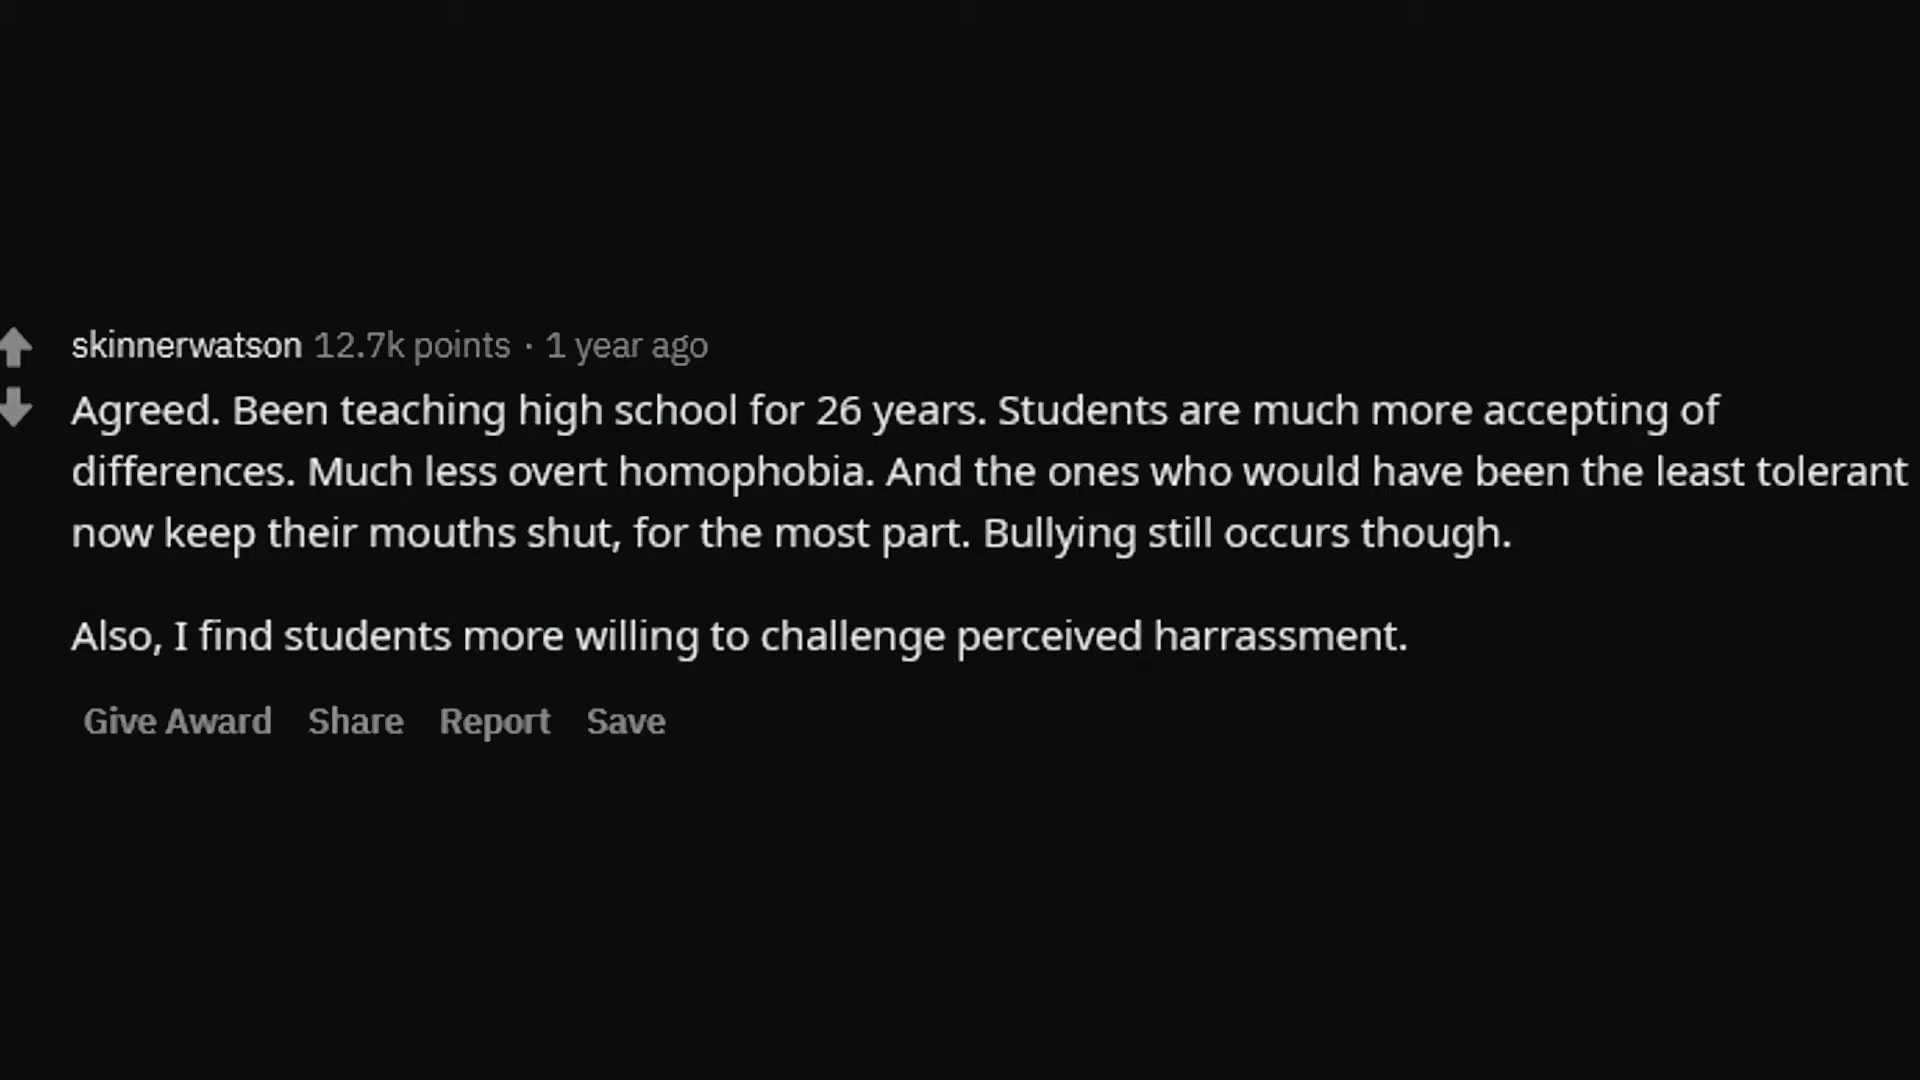 skinnerwatson 12.7k points · 1 year ago
Agreed. Been teaching high school for 26 years. Students are much more accepting of
differences. Much less overt homophobia. And the ones who would have been the least tolerant
now keep their mouths shut, for the most part. Bullying still occurs though.
Also, I find students more willing to challenge perceived harrassment.
Give Award Share Report Save